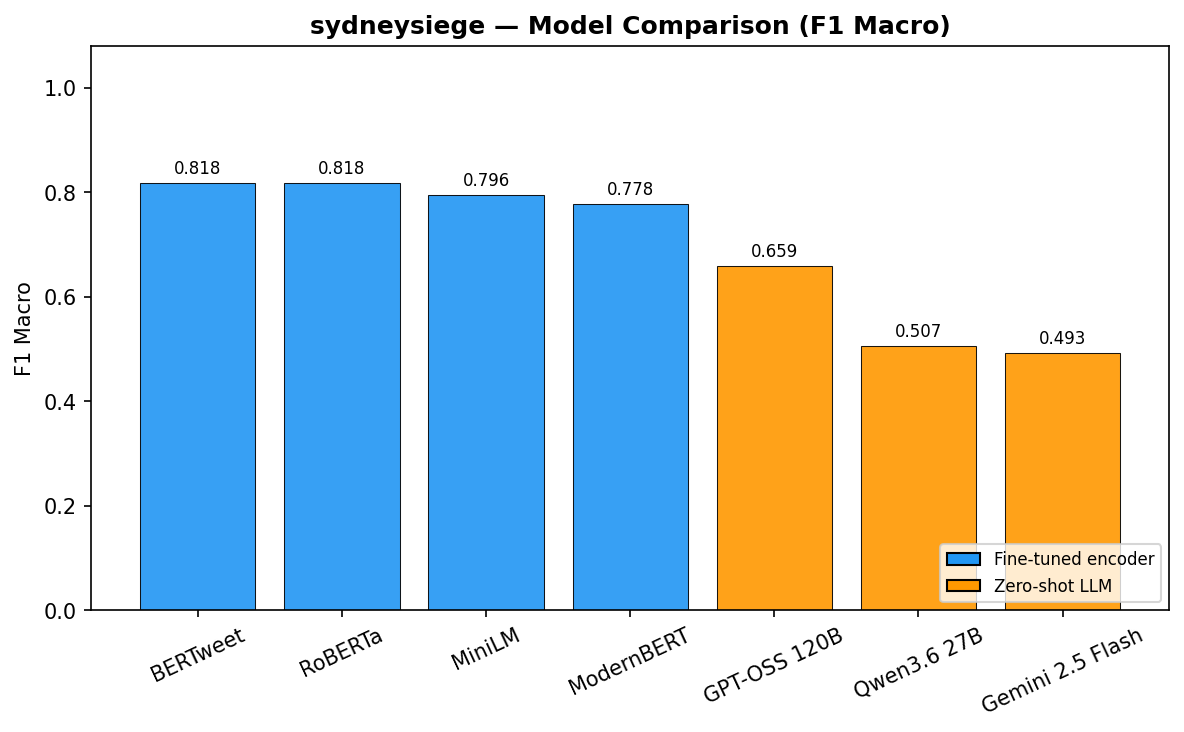 sydneysiege — Model Comparison (F1 Macro)
F1 Macro
1.0
0.8
0.6
0.4
0.2
0.0
0.818
0.818
0.796
0.778
0.659
0.507
0.493
Fine-tuned encoder
Zero-shot LLM
BERTweet
RoBERTa
MiniLM
ModernBERT
GPT-OSS 120B
Qwen3.6 27B
Gemini 2.5 Flash